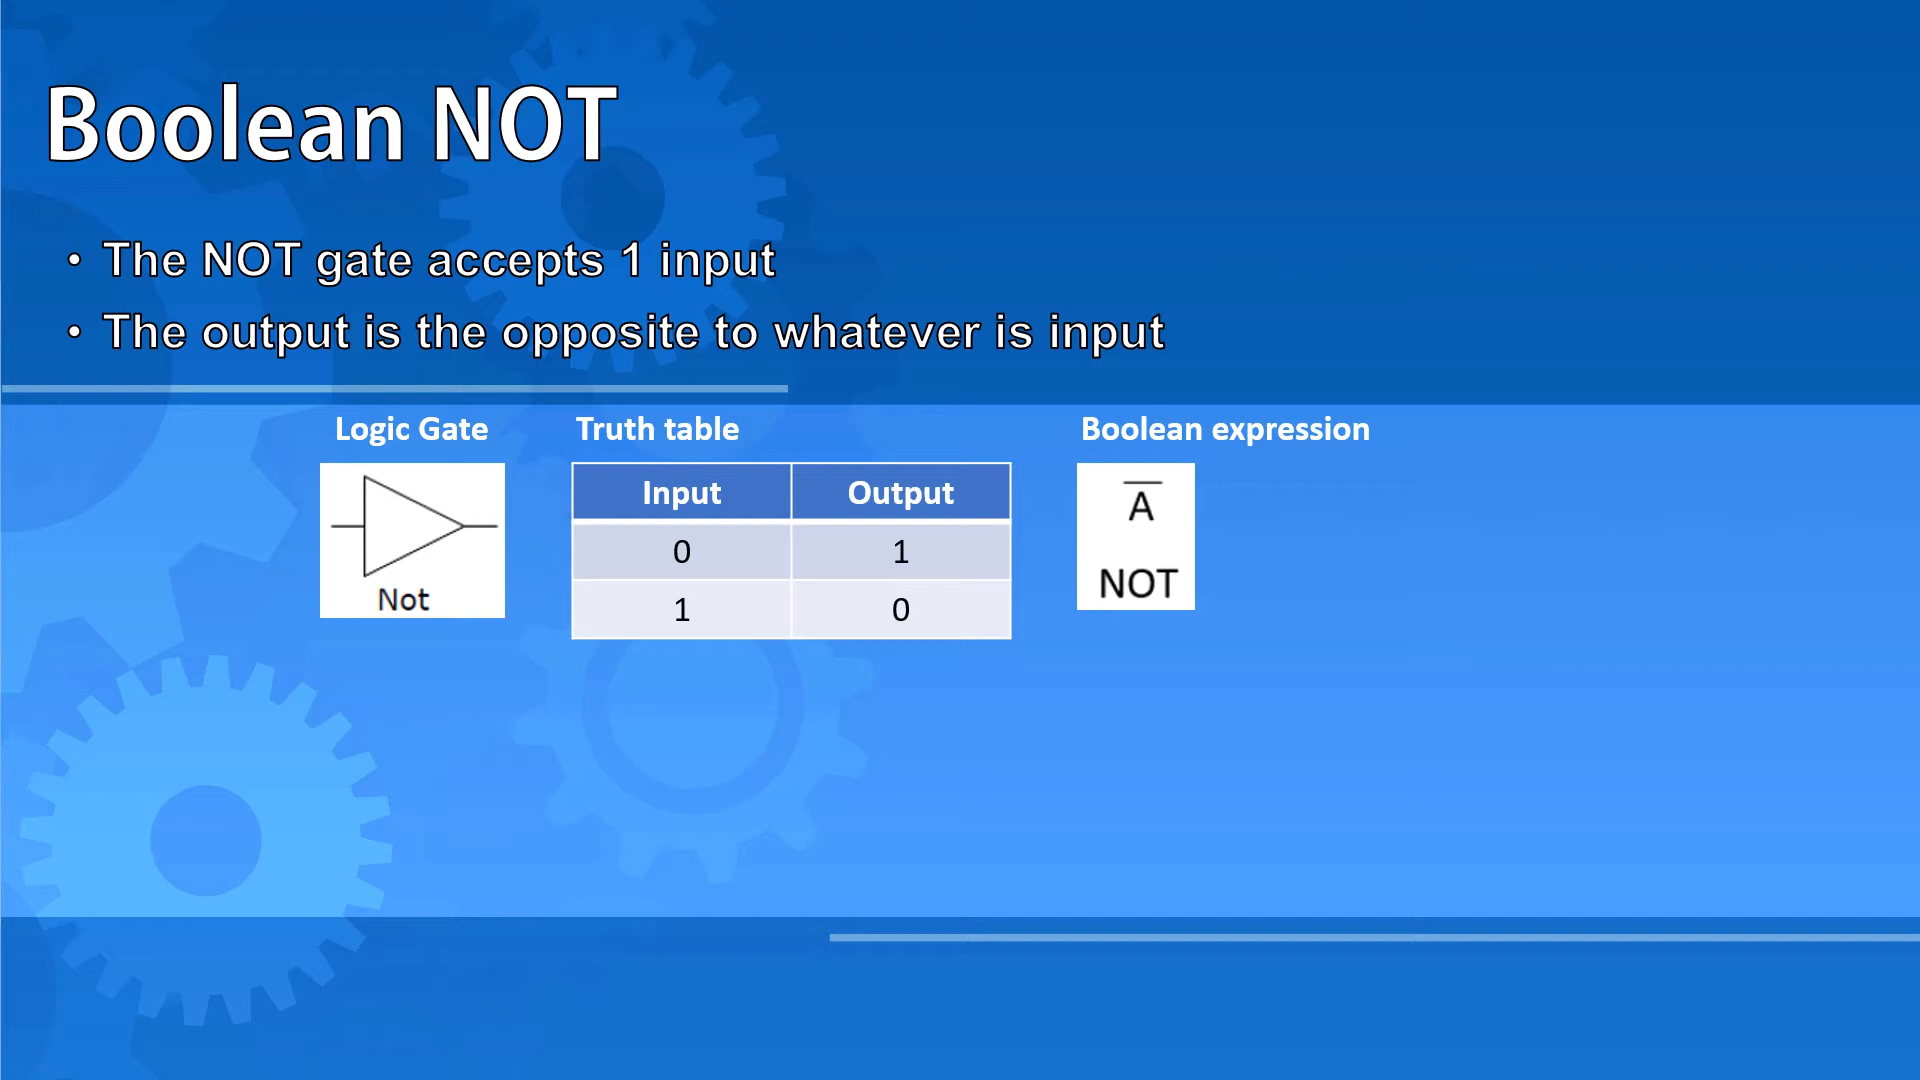 Boolean NOT
• The NOT gate accepts 1 input
• The output is the opposite to whatever is input
Logic Gate
Not
Truth table
Input Output
0 1
1 0
Boolean expression
A̅
NOT